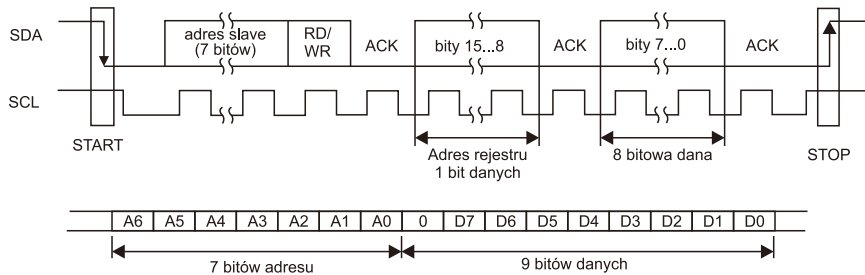 SDA
adres slave
(7 bitów)
RD/
WR
ACK
bity 15...8
ACK
bity 7...0
ACK
SCL
START
Adres rejestru
1 bit danych
8 bitowa dana
STOP
A6 A5 A4 A3 A2 A1 A0 0 D7 D6 D5 D4 D3 D2 D1 D0
7 bitów adresu
9 bitów danych